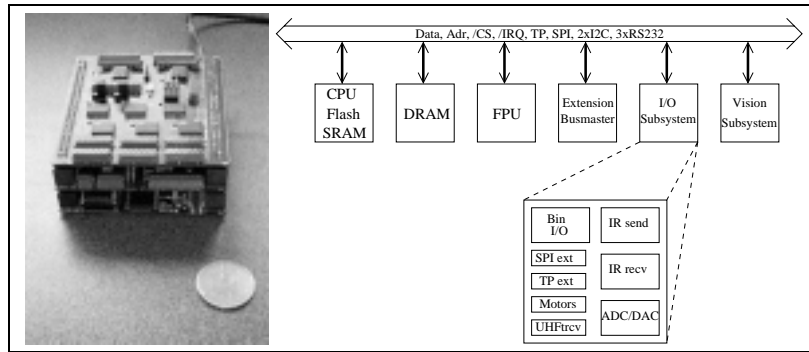 Data, Adr, /CS, /IRQ, TP, SPI, 2xI2C, 3xRS232
CPU
Flash
SRAM
DRAM
FPU
Extension
Busmaster
I/O
Subsystem
Vision
Subsystem
Bin
I/O
SPI ext
TP ext
Motors
UHFtrcv
IR send
IR recv
ADC/DAC